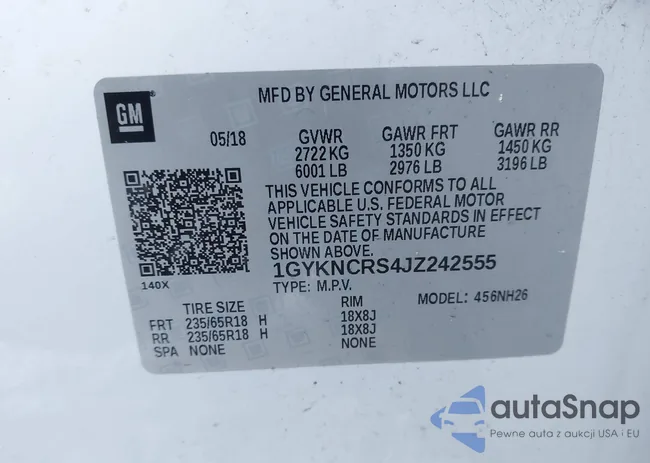 MFD BY GENERAL MOTORS LLC
GM
05/18 GVWR GAWR FRT GAWR RR
2722 KG 1350 KG 1450 KG
6001 LB 2976 LB 3196 LB
THIS VEHICLE CONFORMS TO ALL
APPLICABLE U.S. FEDERAL MOTOR
VEHICLE SAFETY STANDARDS IN EFFECT
ON THE DATE OF MANUFACTURE
SHOWN ABOVE.
1GYKNCRS4JZ242555
140X
TYPE: M.P.V.
MODEL: 456NH26
TIRE SIZE RIM
FRT 235/65R18 H 18X8J
RR 235/65R18 H 18X8J
SPA NONE NONE
autaSnap
Pewne auta z aukcji USA i EU